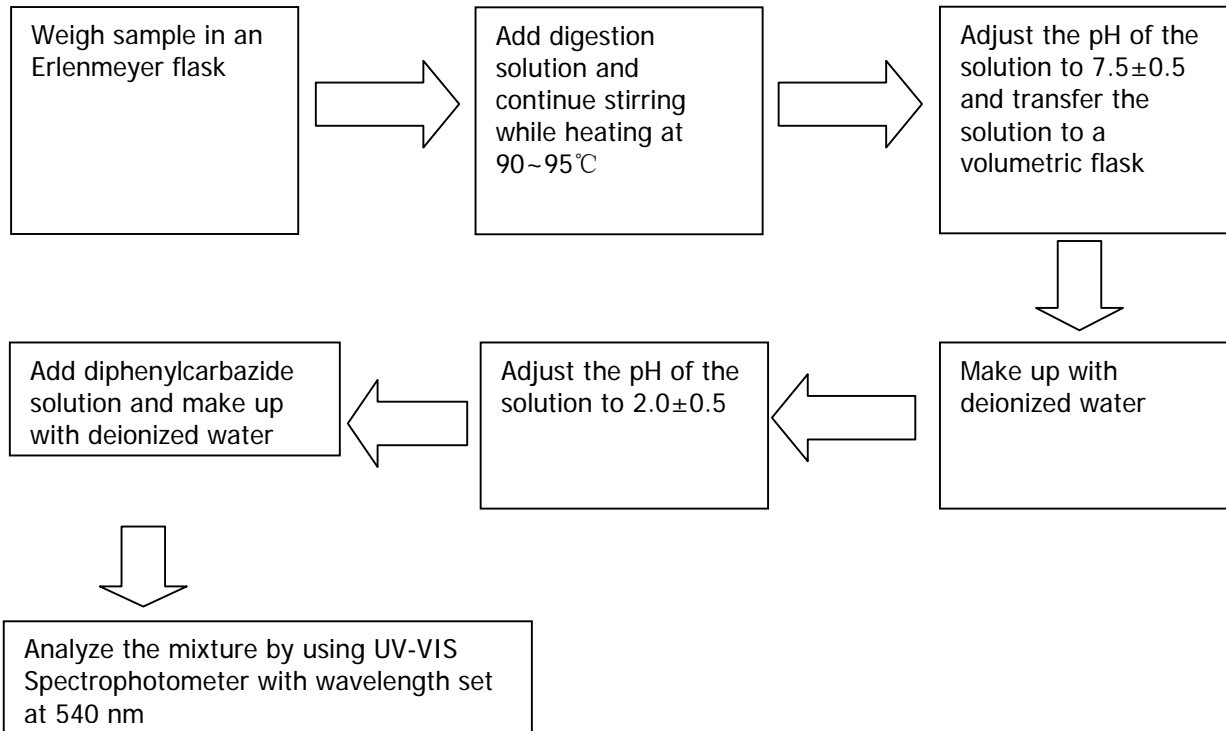 Weigh sample in an
Erlenmeyer flask
Add digestion
solution and
continue stirring
while heating at
90~95℃
Adjust the pH of the
solution to 7.5±0.5
and transfer the
solution to a
volumetric flask
Make up with
deionized water
Adjust the pH of the
solution to 2.0±0.5
Add diphenylcarbazide
solution and make up
with deionized water
Analyze the mixture by using UV-VIS
Spectrophotometer with wavelength set
at 540 nm